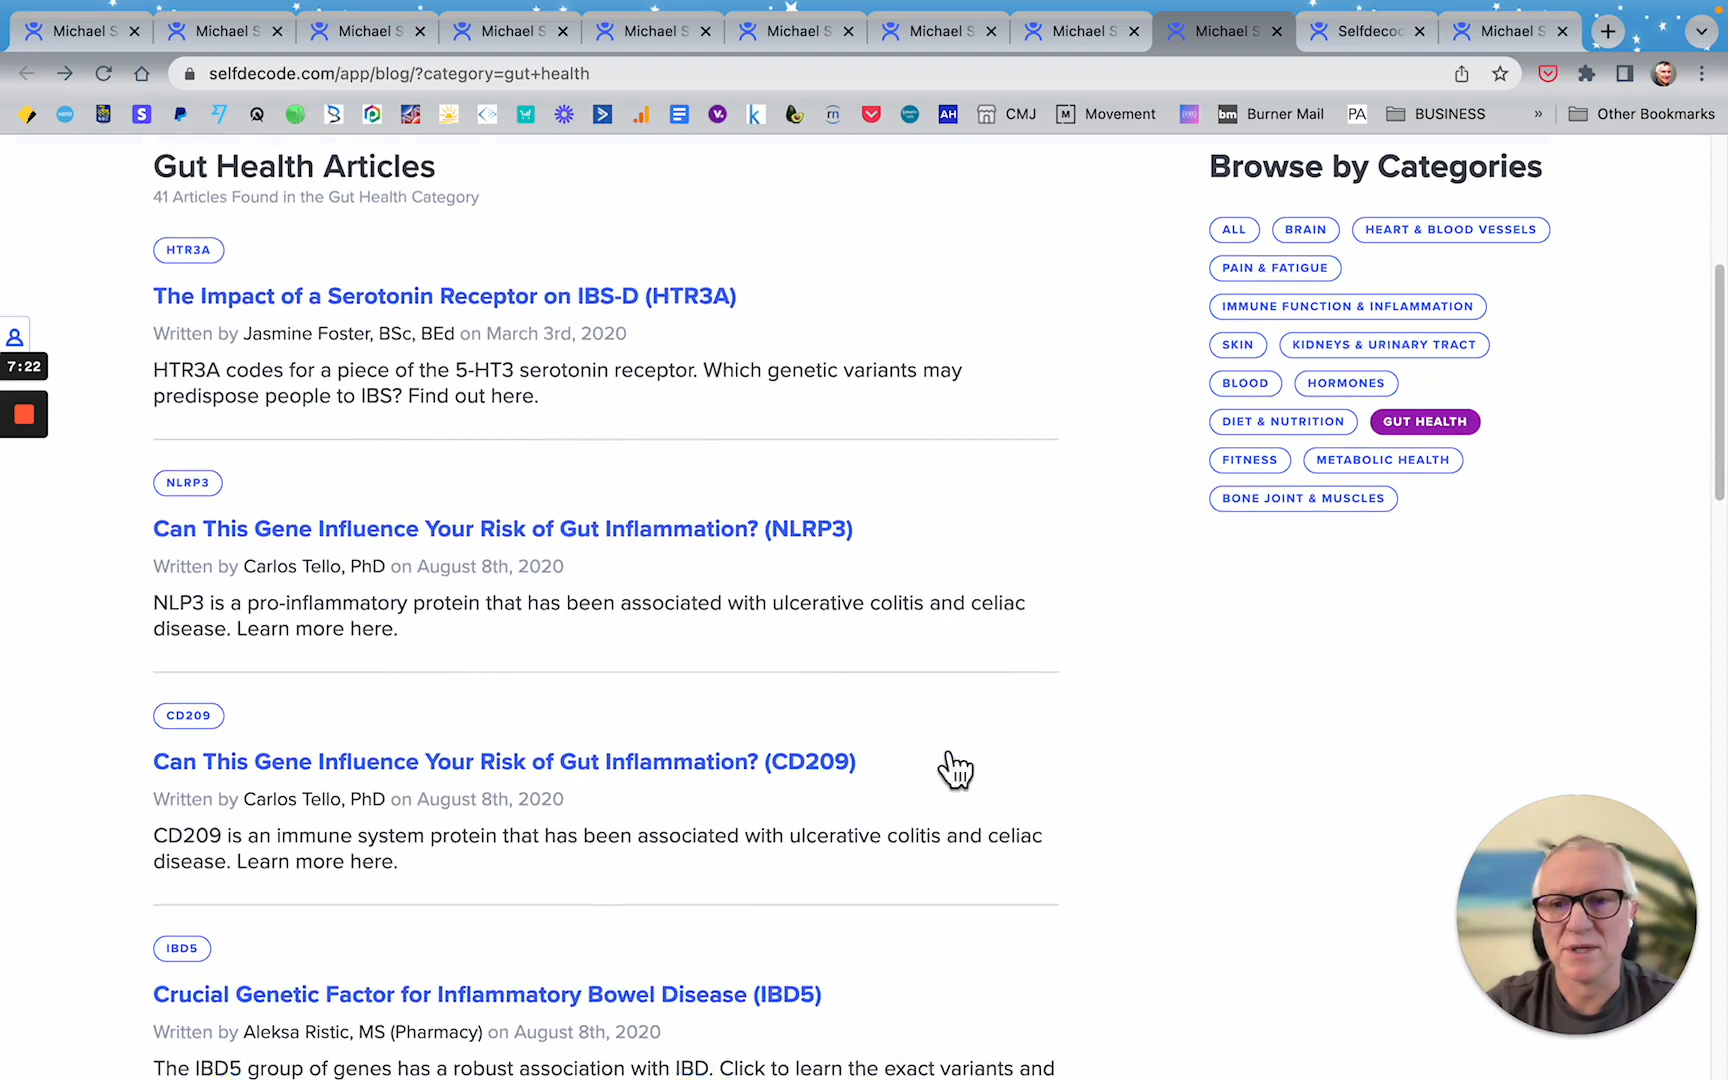 Michael S
Michael S
Michael S
Michael S
Michael S
Michael S
Michael S
Michael S
Michael S
Selfdecod
Michael S
selfdecode.com/app/blog/?category=gut+health
CMJ
Movement
bm Burner Mail
PA
BUSINESS
» Other Bookmarks
AH
Gut Health Articles
41 Articles Found in the Gut Health Category
HTR3A
The Impact of a Serotonin Receptor on IBS-D (HTR3A)
Written by Jasmine Foster, BSc, BEd on March 3rd, 2020
HTR3A codes for a piece of the 5-HT3 serotonin receptor. Which genetic variants may
predispose people to IBS? Find out here.
NLRP3
Can This Gene Influence Your Risk of Gut Inflammation? (NLRP3)
Written by Carlos Tello, PhD on August 8th, 2020
NLP3 is a pro-inflammatory protein that has been associated with ulcerative colitis and celiac
disease. Learn more here.
CD209
Can This Gene Influence Your Risk of Gut Inflammation? (CD209)
Written by Carlos Tello, PhD on August 8th, 2020
CD209 is an immune system protein that has been associated with ulcerative colitis and celiac
disease. Learn more here.
IBD5
Crucial Genetic Factor for Inflammatory Bowel Disease (IBD5)
Written by Aleksa Ristic, MS (Pharmacy) on August 8th, 2020
The IBD5 group of genes has a robust association with IBD. Click to learn the exact variants and
Browse by Categories
ALL
BRAIN
HEART & BLOOD VESSELS
PAIN & FATIGUE
IMMUNE FUNCTION & INFLAMMATION
SKIN
KIDNEYS & URINARY TRACT
BLOOD
HORMONES
DIET & NUTRITION
GUT HEALTH
FITNESS
METABOLIC HEALTH
BONE JOINT & MUSCLES
7:22